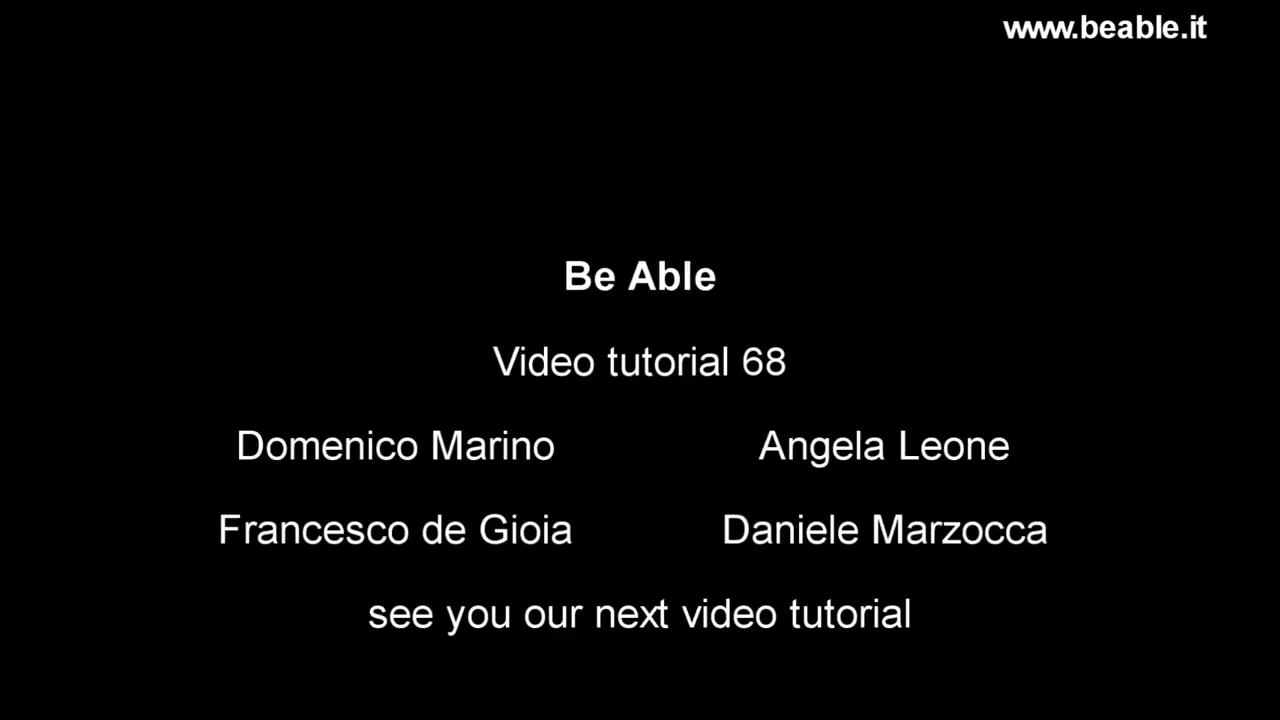 www.beable.it
Be Able
Video tutorial 68
Domenico Marino Angela Leone
Francesco de Gioia Daniele Marzocca
see you our next video tutorial